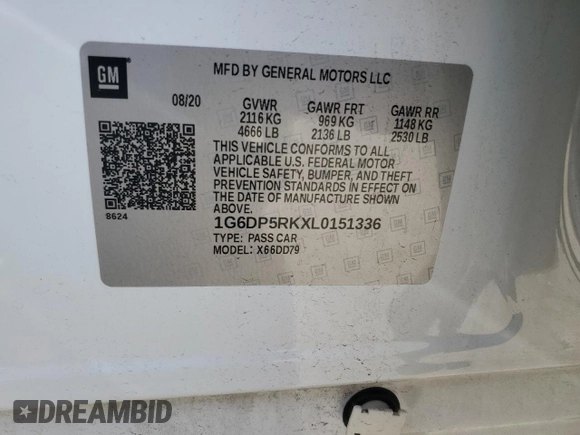 GM
MFD BY GENERAL MOTORS LLC
08/20 GVWR GAWR FRT GAWR RR
2116 KG 969 KG 1148 KG
4666 LB 2136 LB 2530 LB
THIS VEHICLE CONFORMS TO ALL
APPLICABLE U.S. FEDERAL MOTOR
VEHICLE SAFETY, BUMPER, AND THEFT
PREVENTION STANDARDS IN EFFECT ON
THE DATE OF MANUFACTURE SHOWN
ABOVE.
8624
1G6DP5RKXL0151336
TYPE: PASS CAR
MODEL: X66DD79
DREAMBID